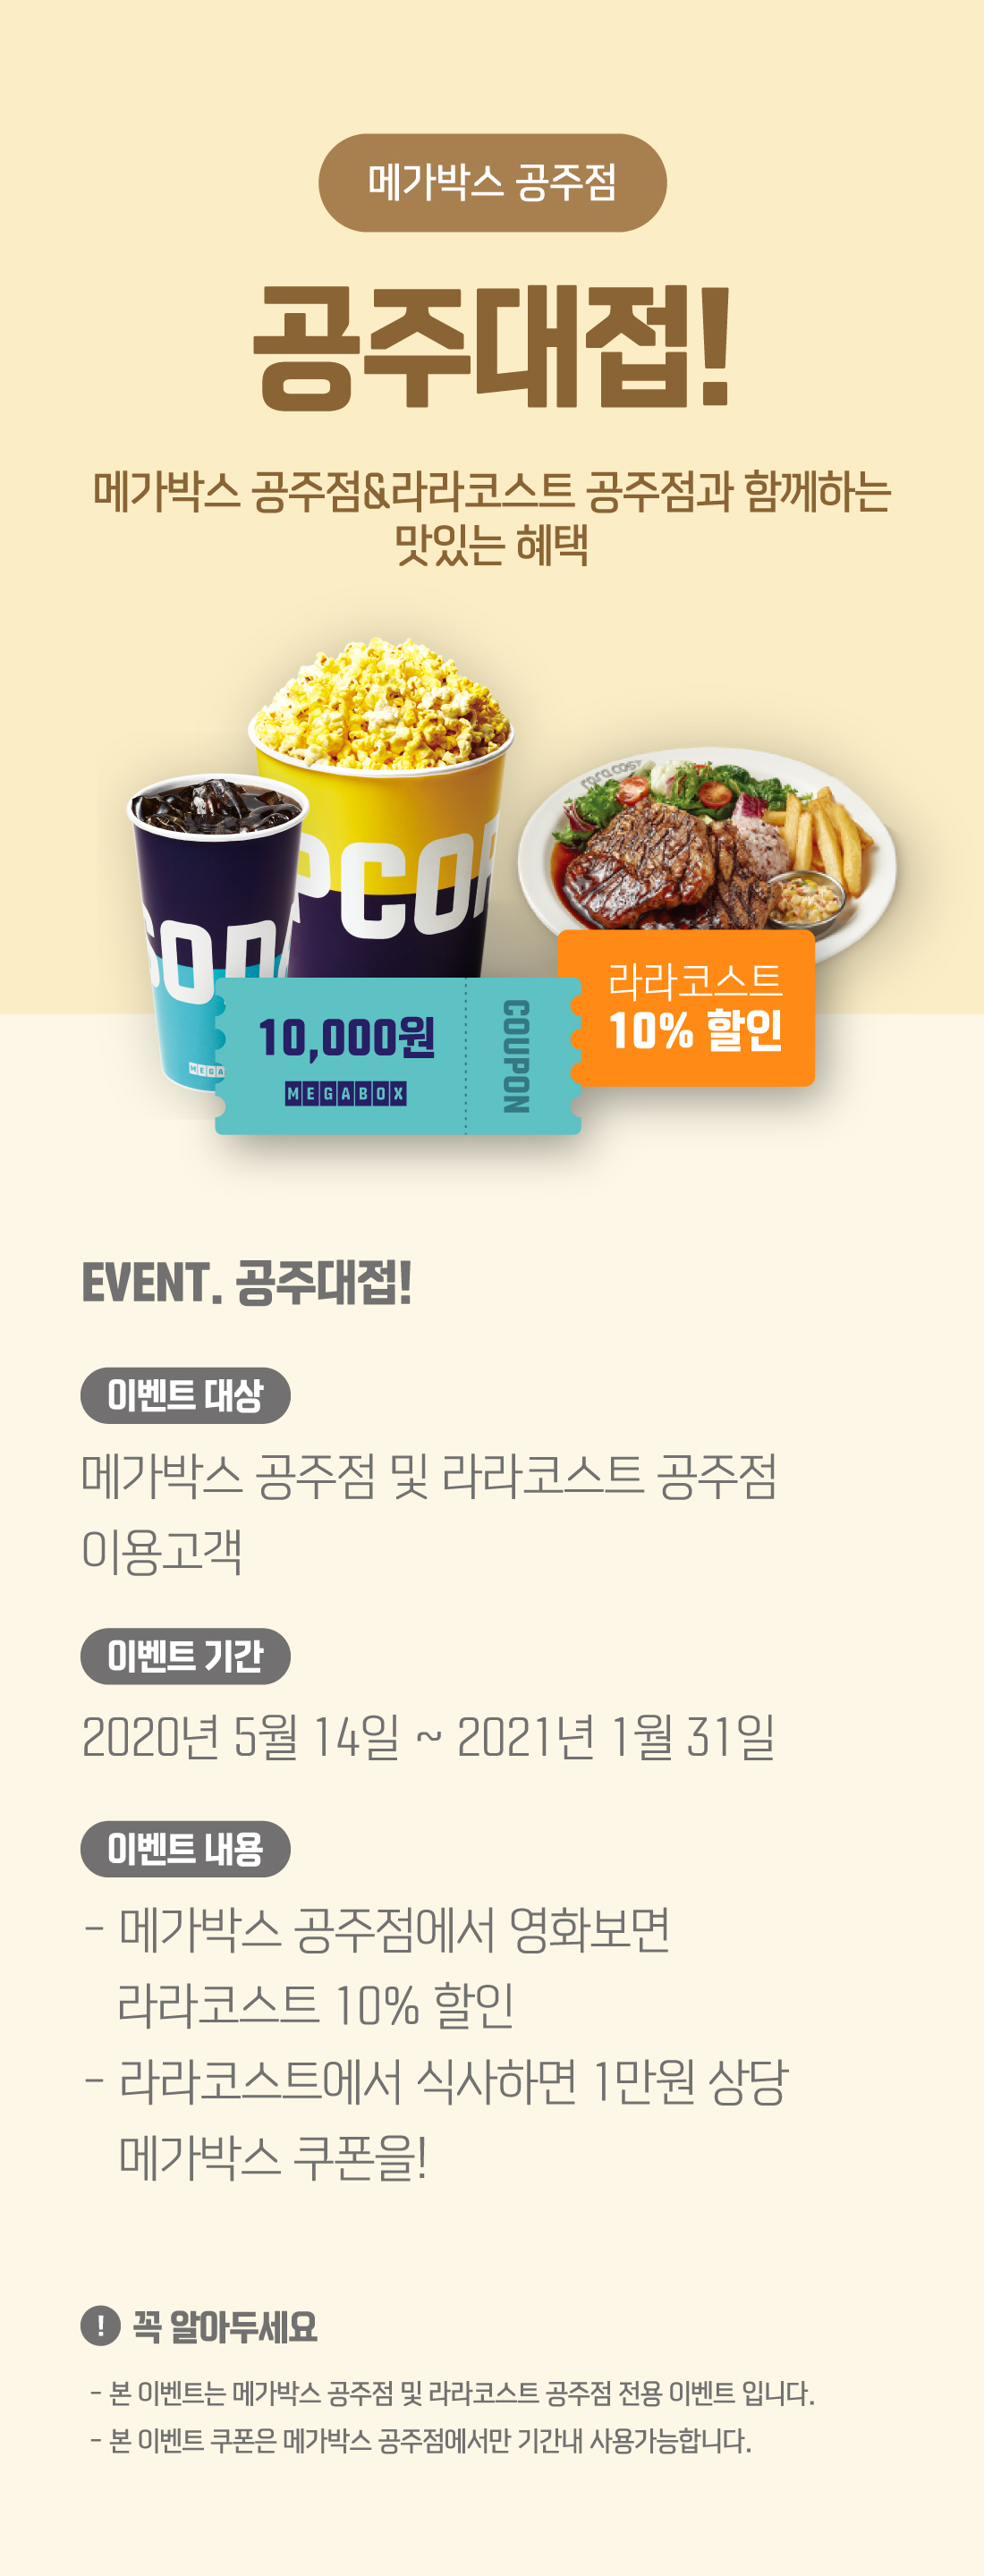 메가박스 공주점
공주대접!
메가박스 공주점&라라코스트 공주점과 함께하는
맛있는 혜택
라라코스트
10% 할인
10,000원
MEGABOX
COUPON
EVENT. 공주대접!
이벤트 대상
메가박스 공주점 및 라라코스트 공주점
이용고객
이벤트 기간
2020년 5월 14일 ~ 2021년 1월 31일
이벤트 내용
- 메가박스 공주점에서 영화보면
라라코스트 10% 할인
- 라라코스트에서 식사하면 1만원 상당
메가박스 쿠폰을!
! 꼭 알아두세요
- 본 이벤트는 메가박스 공주점 및 라라코스트 공주점 전용 이벤트 입니다.
- 본 이벤트 쿠폰은 메가박스 공주점에서만 기간내 사용가능합니다.